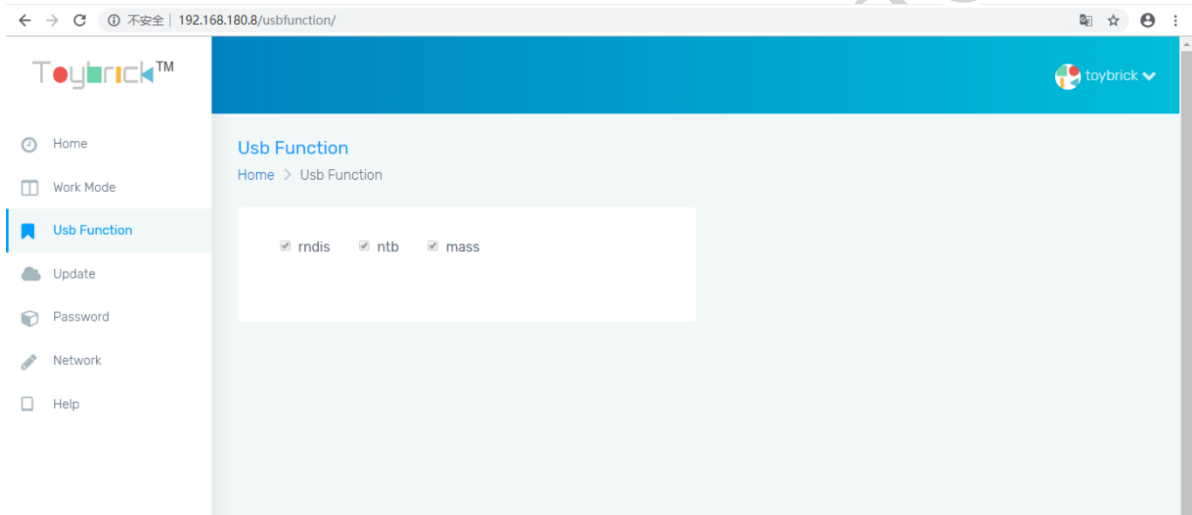 不安全 | 192.168.180.8/usbfunction/
Toybrick™
toybrick
Home
Work Mode
Usb Function
Update
Password
Network
Help
Usb Function
Home > Usb Function
rndis ntb mass